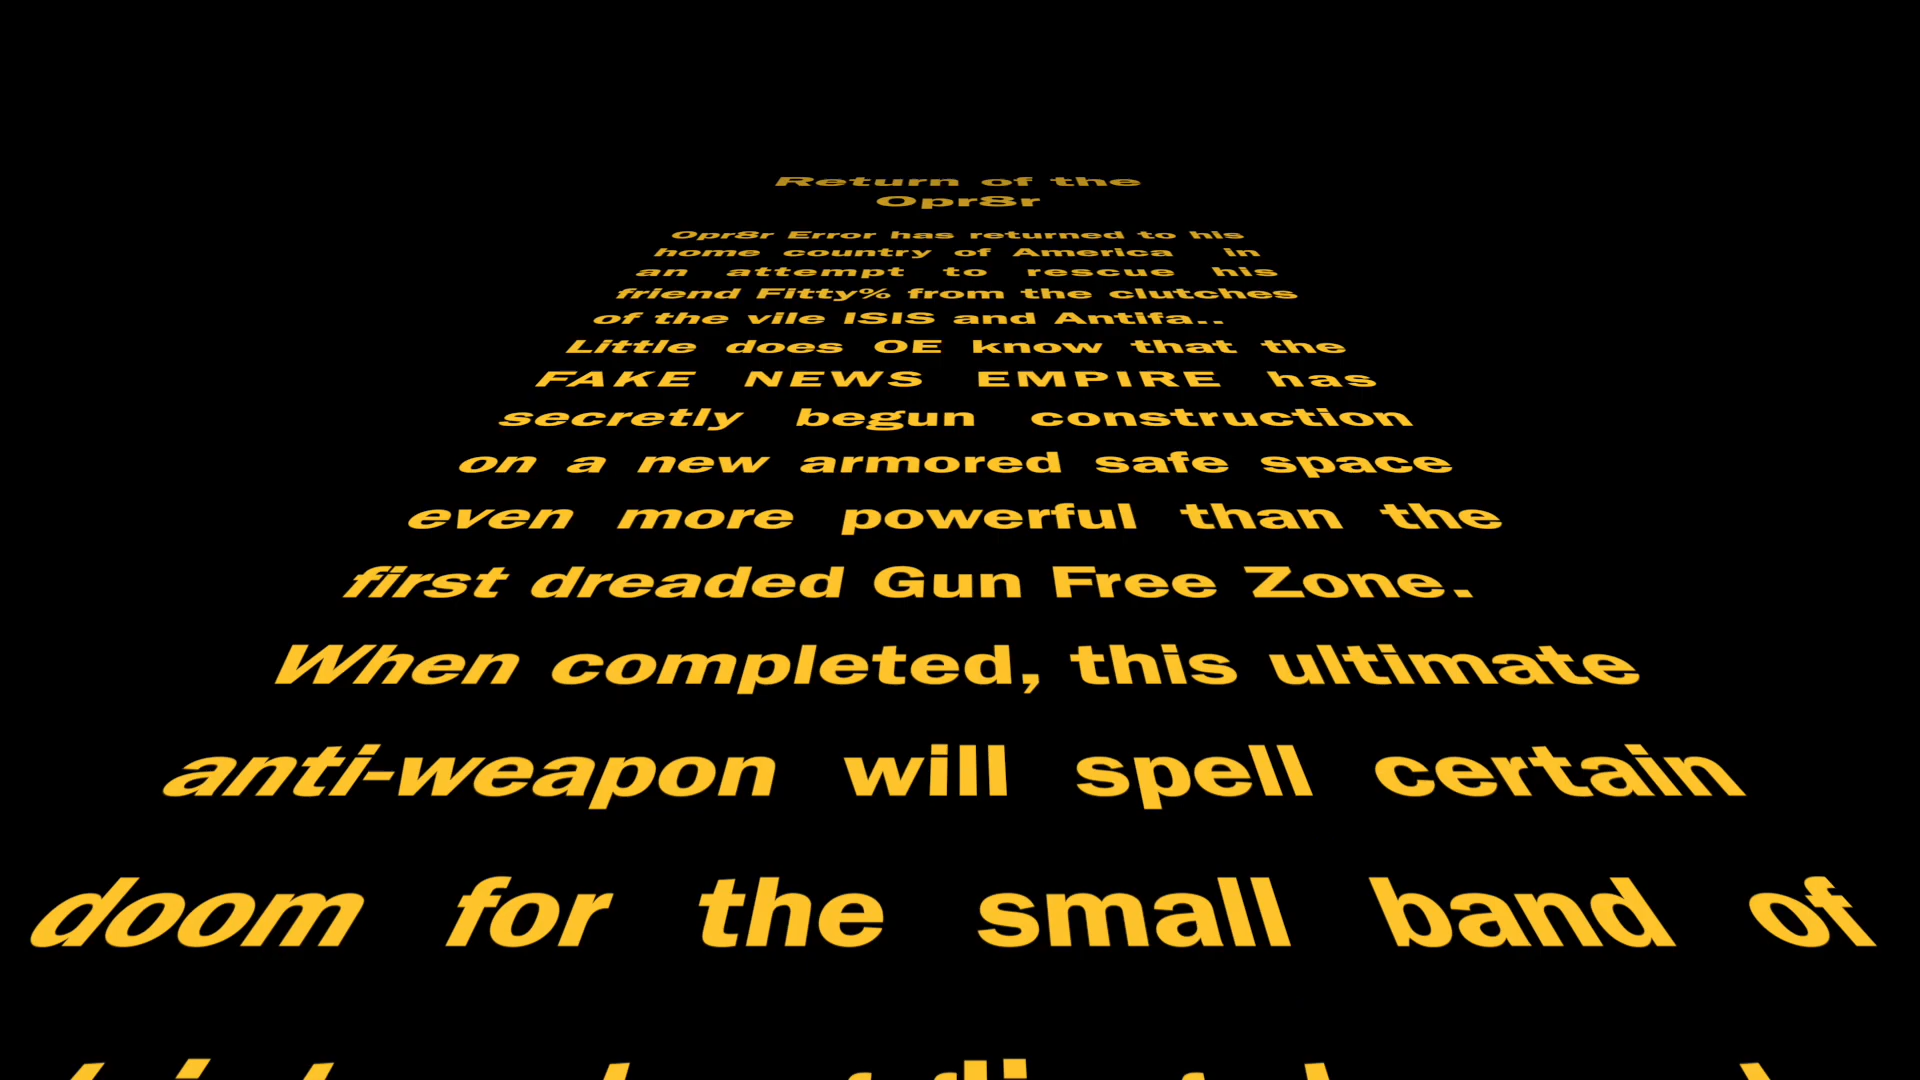 Return of the
Opr8r
Opr8r Error has returned to his
home country of America in
an attempt to rescue his
friend Fitty% from the clutches
of the vile ISIS and Antifa..
Little does OE know that the
FAKE NEWS EMPIRE has
secretly begun construction
on a new armored safe space
even more powerful than the
first dreaded Gun Free Zone.
When completed, this ultimate
anti-weapon will spell certain
doom for the small band of